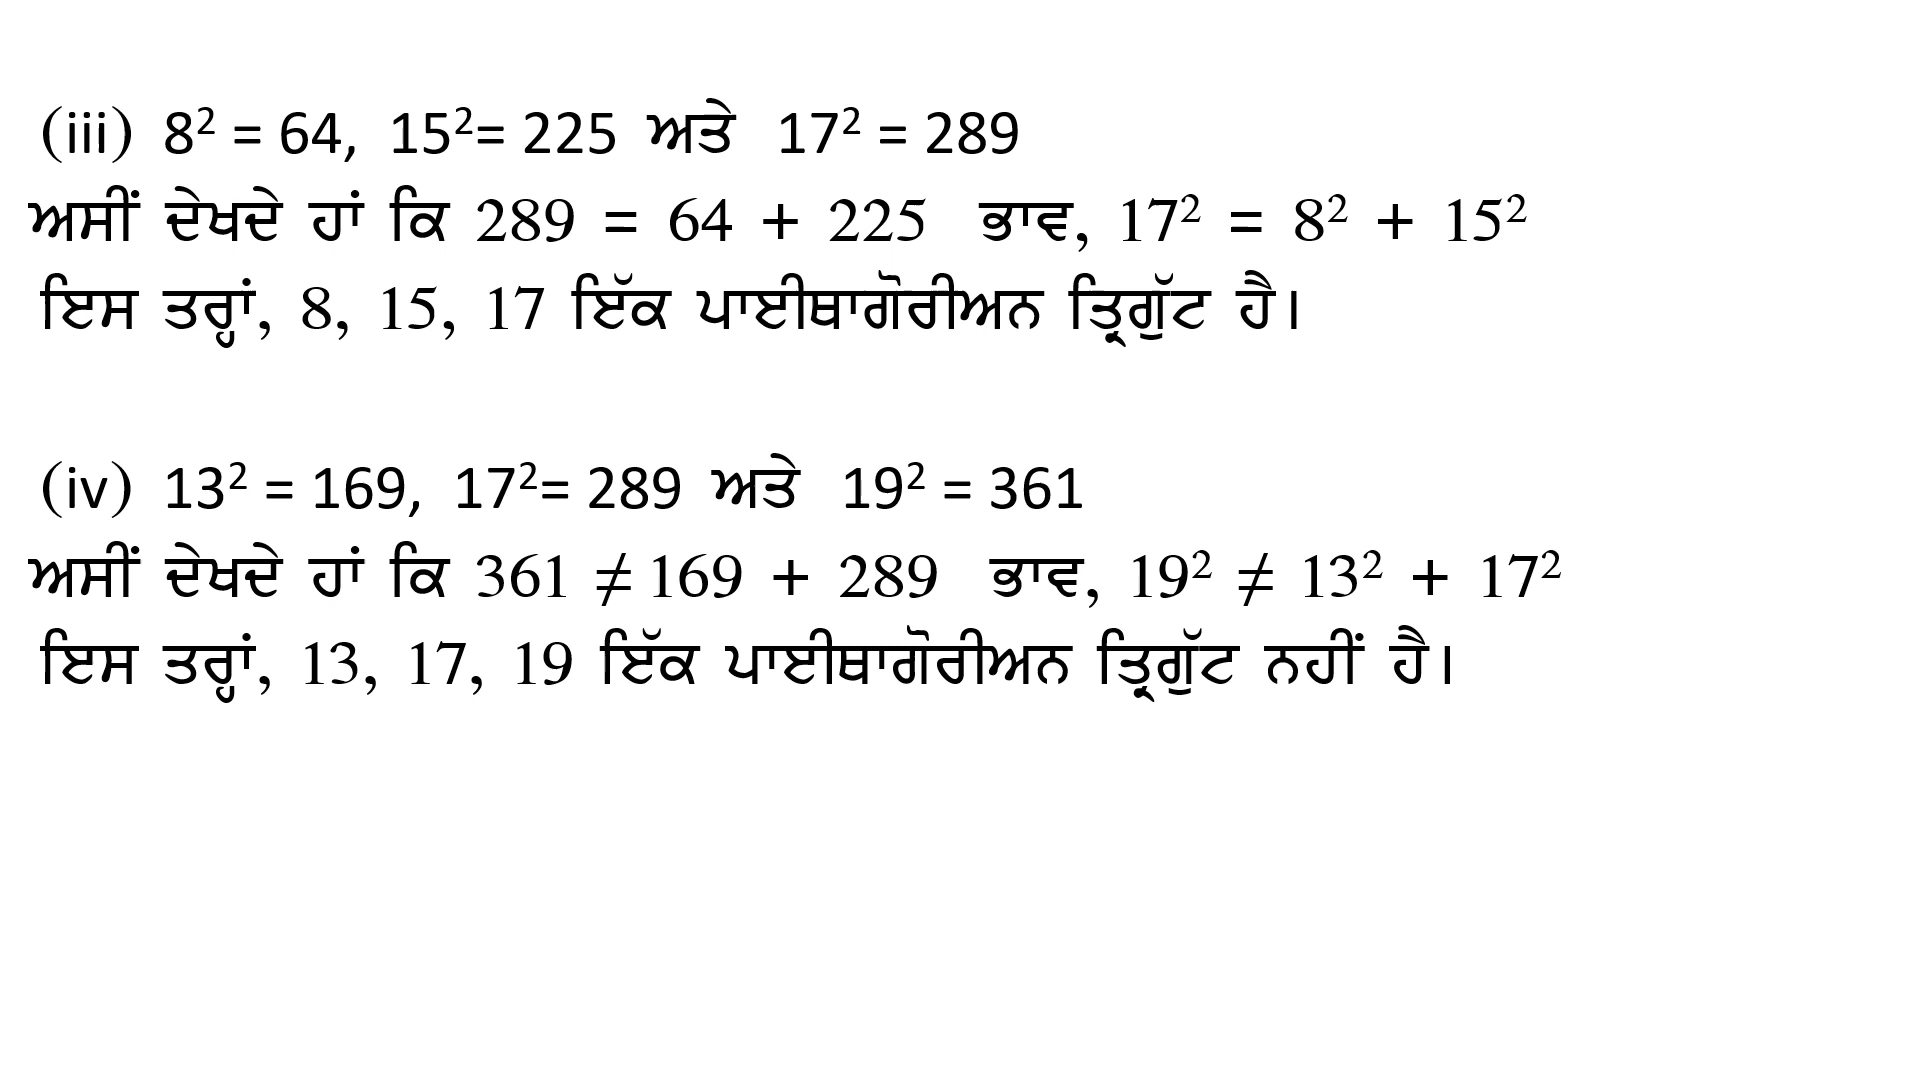 (iii) 8² = 64, 15²= 225 ਅਤੇ 17² = 289
ਅਸੀਂ ਦੇਖਦੇ ਹਾਂ ਕਿ 289 = 64 + 225 ਭਾਵ, 17² = 8² + 15²
ਇਸ ਤਰ੍ਹਾਂ, 8, 15, 17 ਇੱਕ ਪਾਈਥਾਗੋਰੀਅਨ ਤ੍ਰਿਗੁੱਟ ਹੈ।
(iv) 13² = 169, 17²= 289 ਅਤੇ 19² = 361
ਅਸੀਂ ਦੇਖਦੇ ਹਾਂ ਕਿ 361 ≠ 169 + 289 ਭਾਵ, 19² ≠ 13² + 17²
ਇਸ ਤਰ੍ਹਾਂ, 13, 17, 19 ਇੱਕ ਪਾਈਥਾਗੋਰੀਅਨ ਤ੍ਰਿਗੁੱਟ ਨਹੀਂ ਹੈ।